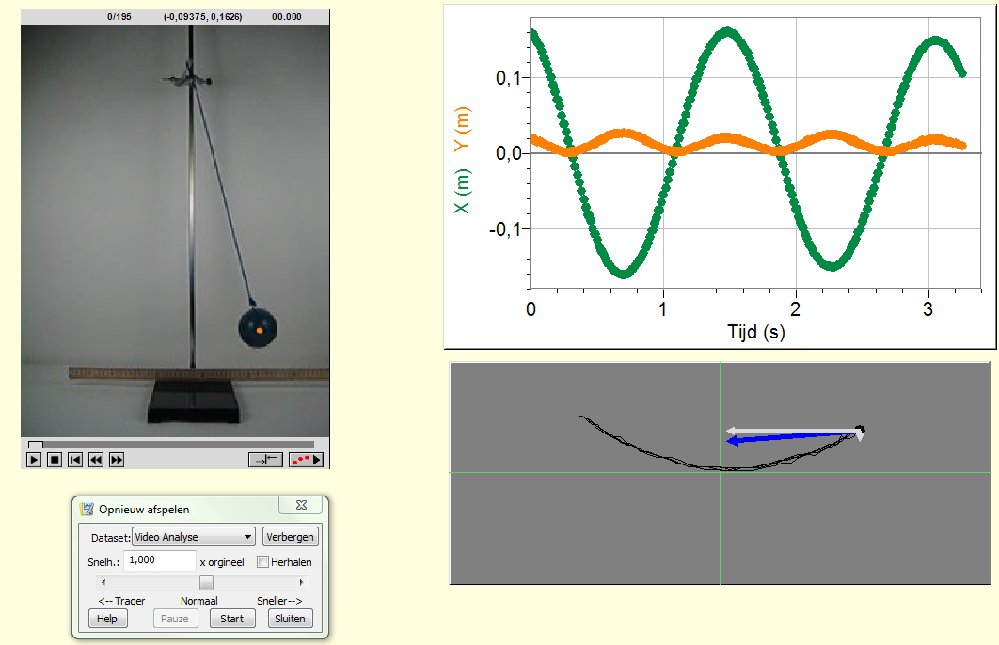 0/195 (-0,09375, 0,1626) 00.000
0,1
0,0
-0,1
X (m) Y (m)
0 1 2 3
Tijd (s)
Opnieuw afspelen
Dataset: Video Analyse Verbergen
Snelh.: 1,000 x orgineel Herhalen
<-- Trager Normaal Sneller-->
Help Pauze Start Sluiten